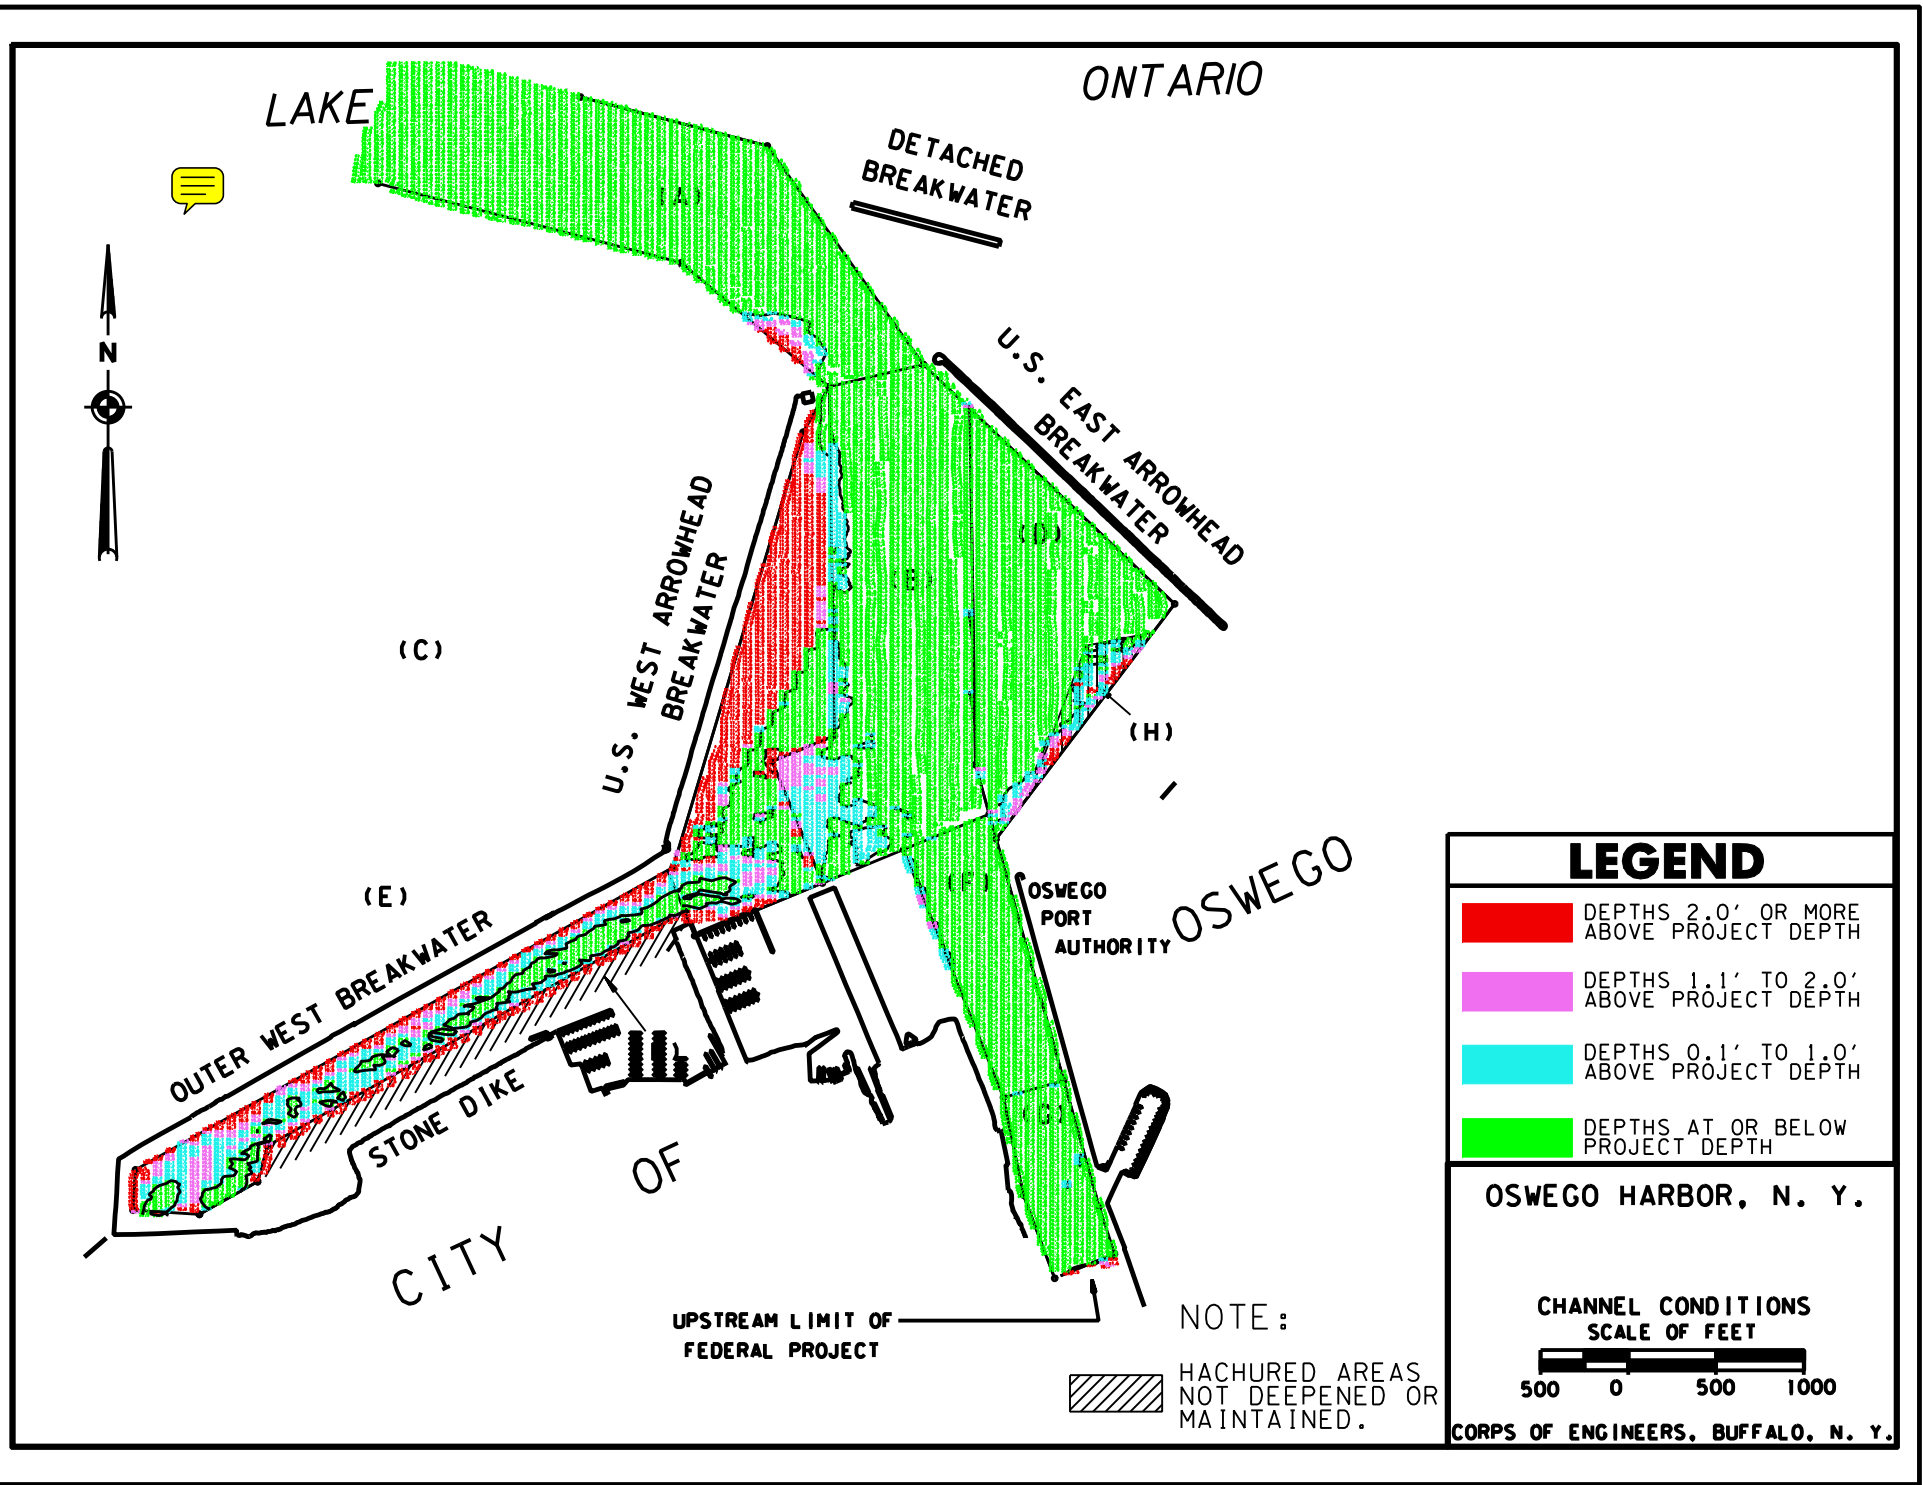 LAKE
ONTARIO
DETACHED
BREAKWATER
(A)
N
U.S. EAST ARROWHEAD
BREAKWATER
U.S. WEST ARROWHEAD
BREAKWATER
(D)
(B)
(C)
(H)
(E)
(F)
OUTER WEST BREAKWATER
OSWEGO
PORT
AUTHORITY
STONE DIKE
(G)
CITY
OF
OSWEGO
UPSTREAM LIMIT OF
FEDERAL PROJECT
NOTE:
HACHURED AREAS
NOT DEEPENED OR
MAINTAINED.
LEGEND
DEPTHS 2.0' OR MORE
ABOVE PROJECT DEPTH
DEPTHS 1.1' TO 2.0'
ABOVE PROJECT DEPTH
DEPTHS 0.1' TO 1.0'
ABOVE PROJECT DEPTH
DEPTHS AT OR BELOW
PROJECT DEPTH
OSWEGO HARBOR, N. Y.
CHANNEL CONDITIONS
SCALE OF FEET
500 0 500 1000
CORPS OF ENGINEERS, BUFFALO, N. Y.